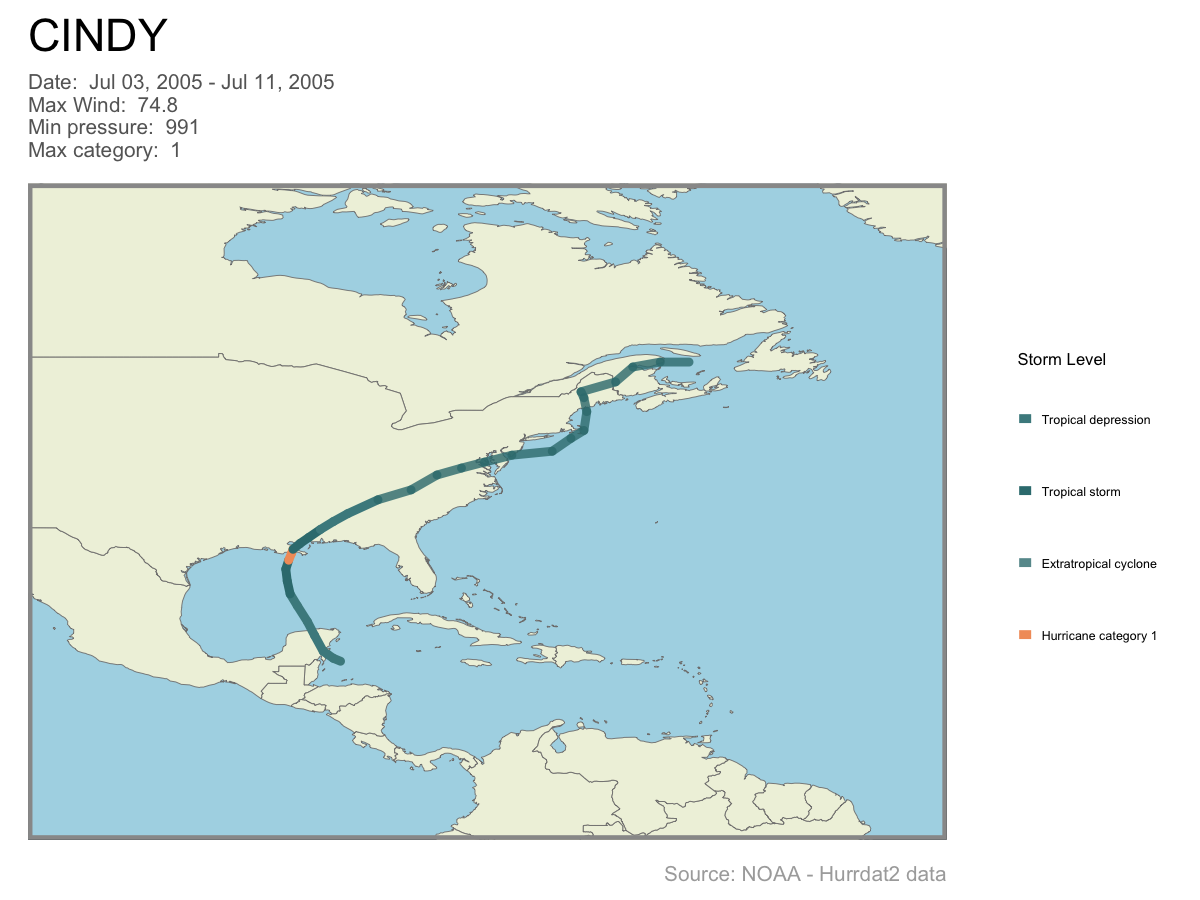 CINDY
Date:  Jul 03, 2005 - Jul 11, 2005
Max Wind:  74.8
Min pressure:  991
Max category:  1
Storm Level
Tropical depression
Tropical storm
Extratropical cyclone
Hurricane category 1
Source: NOAA - Hurrdat2 data